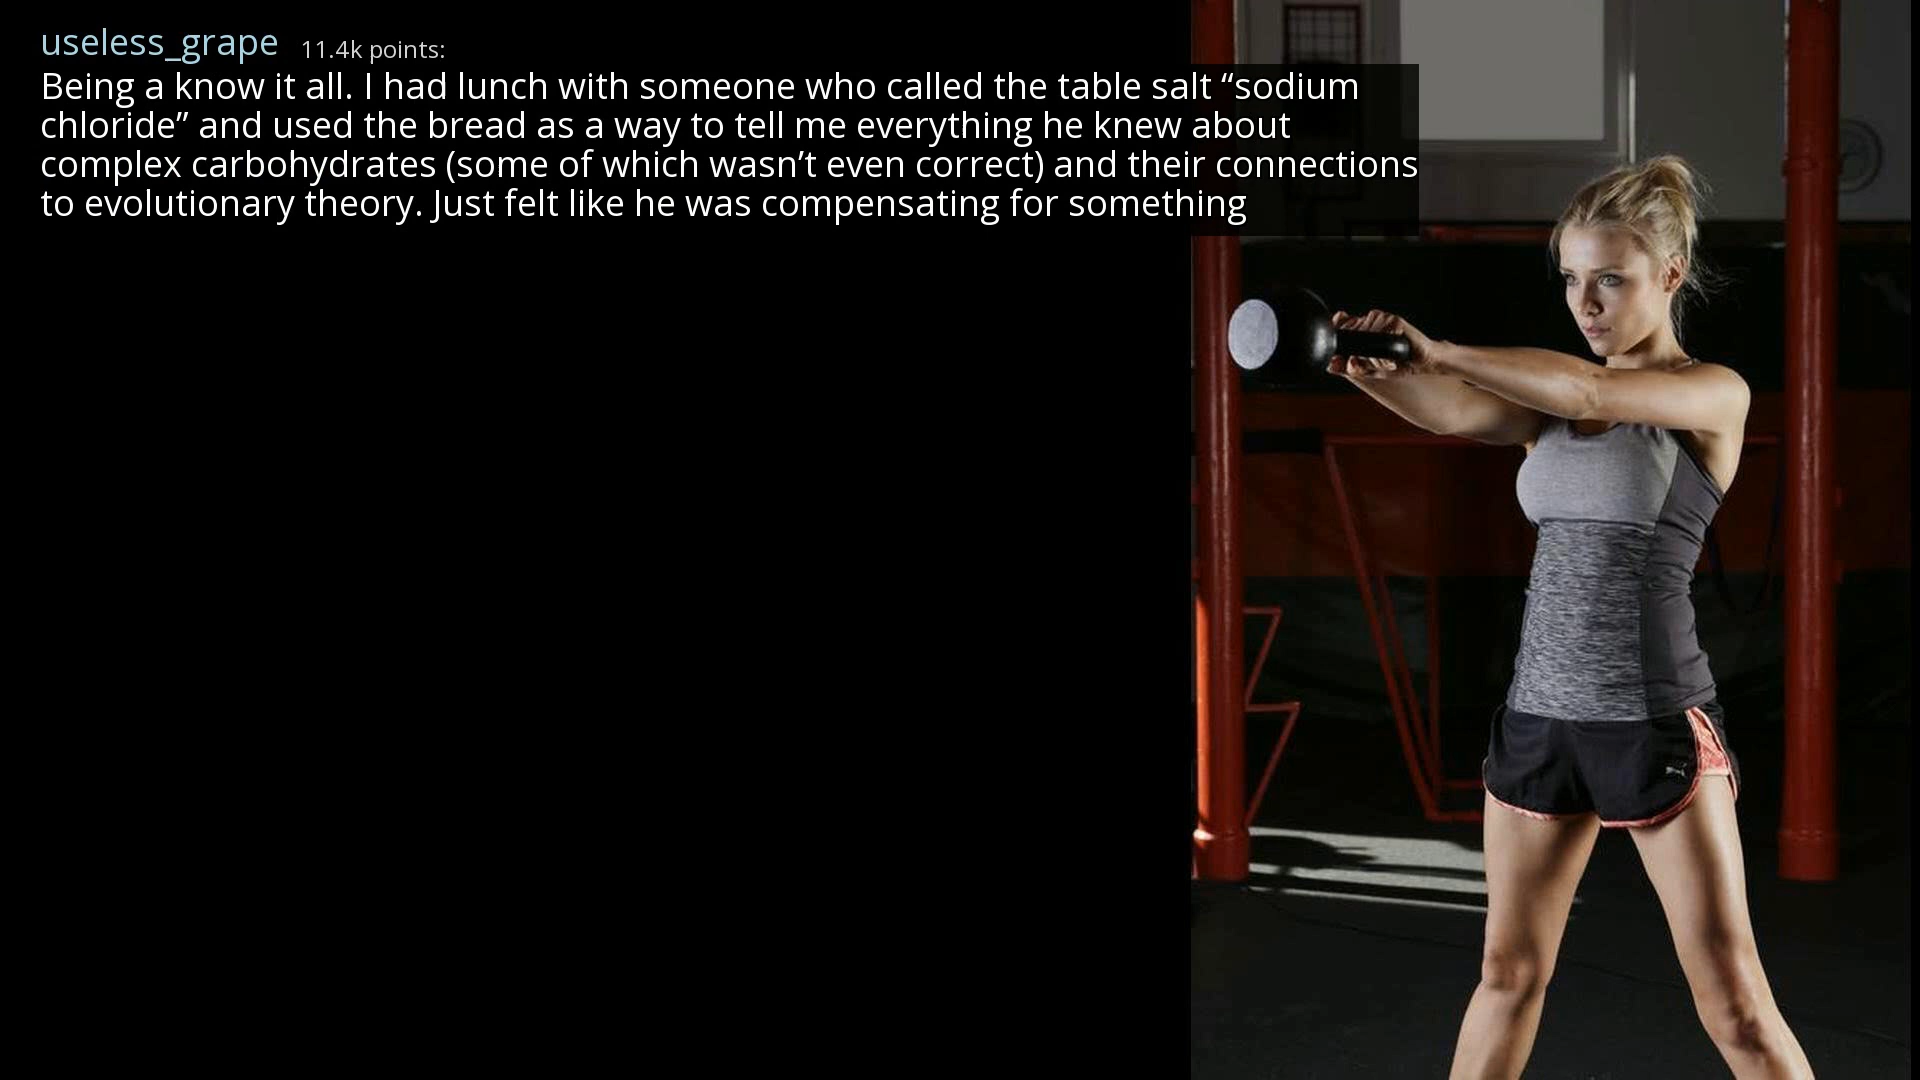 useless_grape 11.4k points:
Being a know it all. I had lunch with someone who called the table salt “sodium
chloride” and used the bread as a way to tell me everything he knew about
complex carbohydrates (some of which wasn’t even correct) and their connections
to evolutionary theory. Just felt like he was compensating for something